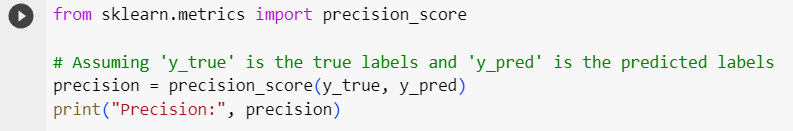 from sklearn.metrics import precision_score
# Assuming 'y_true' is the true labels and 'y_pred' is the predicted labels
precision = precision_score(y_true, y_pred)
print("Precision:", precision)